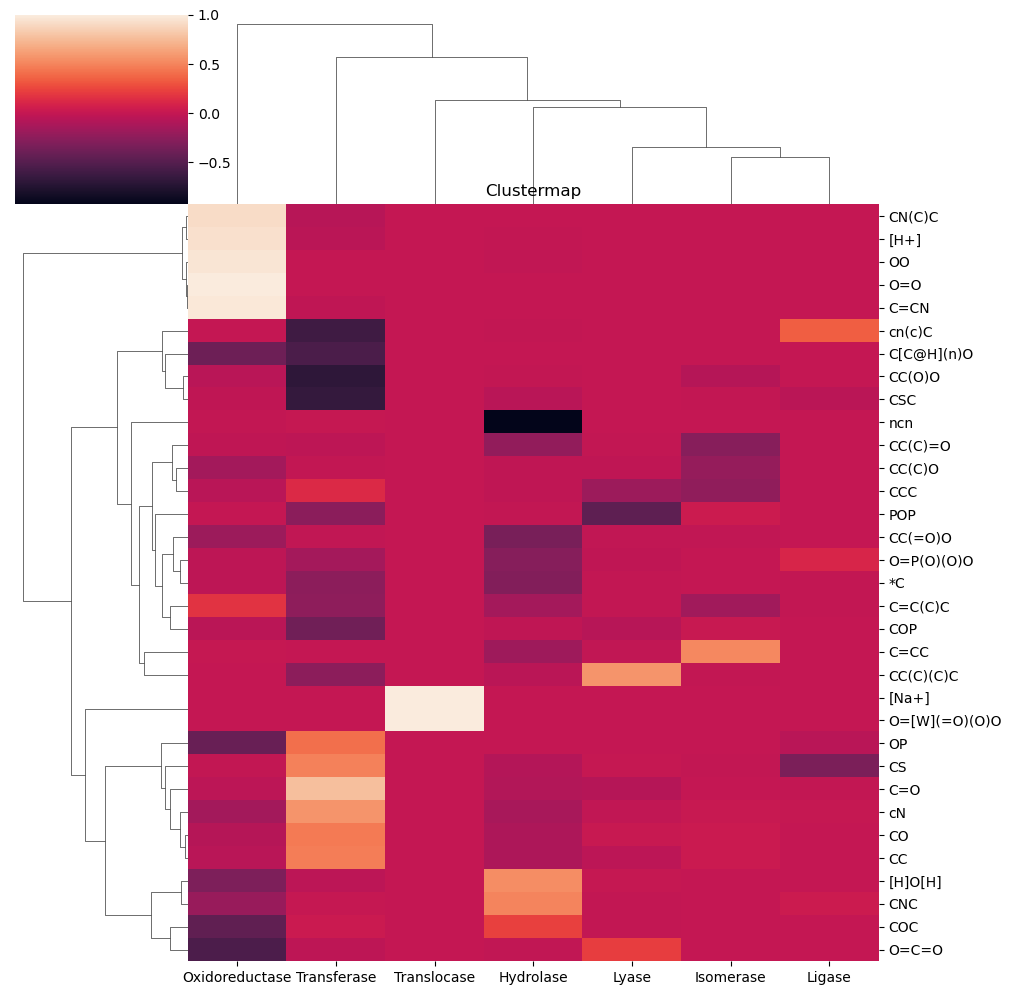 1.0
0.5
0.0
−0.5
Clustermap
CN(C)C
[H+]
OO
O=O
C=CN
cn(c)C
C[C@H](n)O
CC(O)O
CSC
ncn
CC(C)=O
CC(C)O
CCC
POP
CC(=O)O
O=P(O)(O)O
*C
C=C(C)C
COP
C=CC
CC(C)(C)C
[Na+]
O=[W](=O)(O)O
OP
CS
C=O
cN
CO
CC
[H]O[H]
CNC
COC
O=C=O
Oxidoreductase Transferase Translocase Hydrolase Lyase Isomerase Ligase